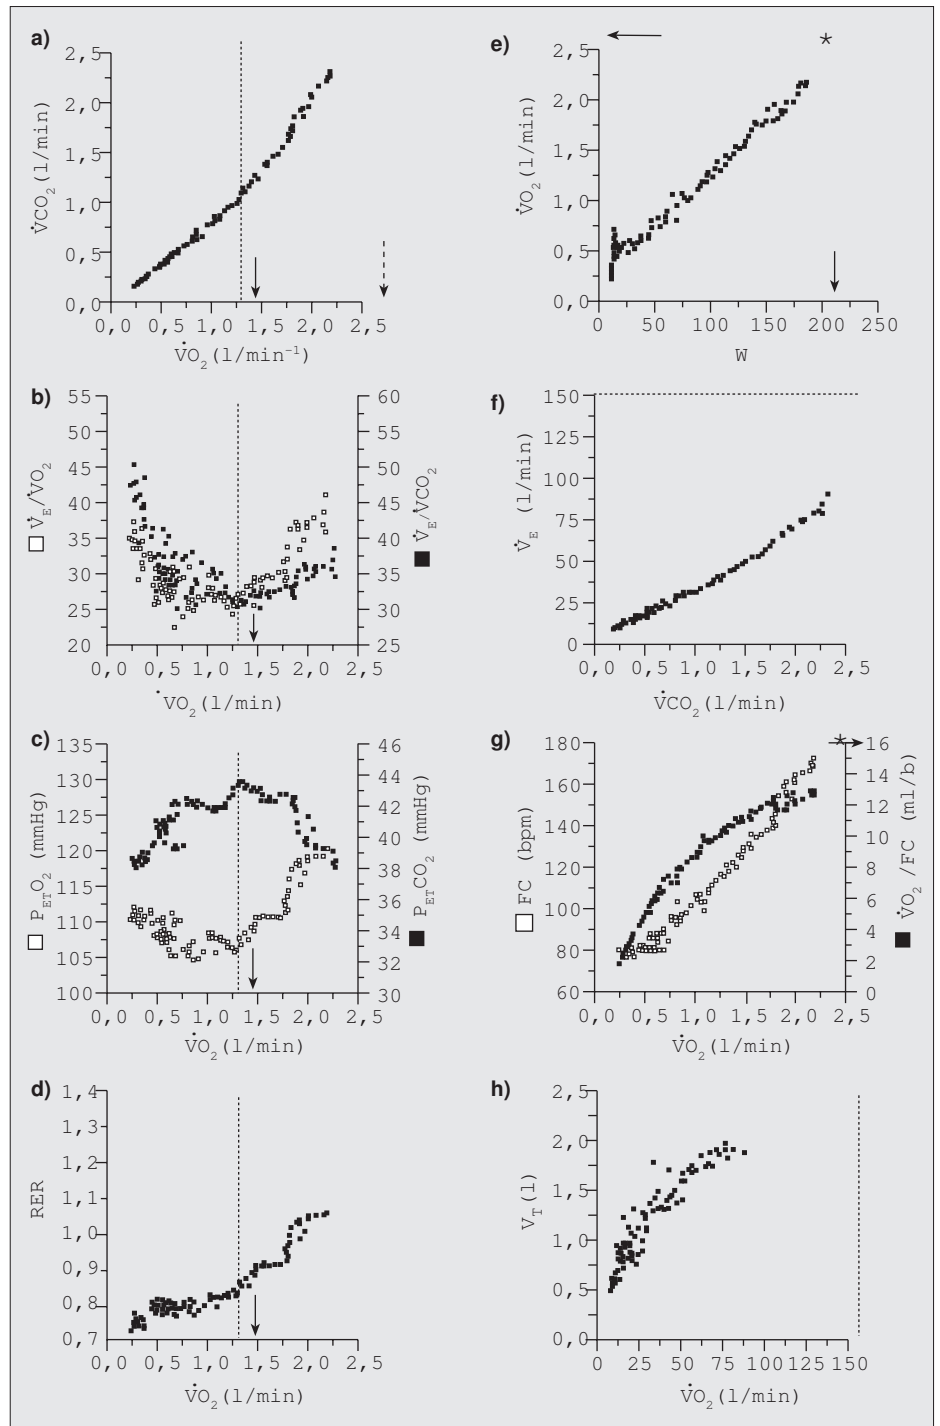 a)
2,5
2,0
1,5
1,0
0,5
0,0
V̇CO₂(l/min)
0,0 0,5 1,0 1,5 2,0 2,5
V̇O₂(l/min⁻¹)
e)
*
2,5
2,0
1,5
1,0
0,5
0,0
V̇O₂(l/min)
0 50 100 150 200 250
W
b)
55
50
45
40
35
30
25
20
V̇E/V̇O₂
60
55
50
45
40
35
30
25
V̇E/V̇CO₂
0,0 0,5 1,0 1,5 2,0 2,5
V̇O₂(l/min)
f)
150
125
100
75
50
25
0
V̇E (l/min)
0,0 0,5 1,0 1,5 2,0 2,5
V̇CO₂(l/min)
c)
135
130
125
120
115
110
105
100
PETO₂ (mmHg)
46
44
42
40
38
36
34
32
30
PETCO₂ (mmHg)
0,0 0,5 1,0 1,5 2,0 2,5
V̇O₂(l/min)
g)
*
180
160
140
120
100
80
60
FC (bpm)
16
14
12
10
8
6
4
2
0
V̇O₂/FC (ml/b)
0,0 0,5 1,0 1,5 2,0 2,5
V̇O₂(l/min)
d)
1,4
1,3
1,2
1,1
1,0
0,9
0,8
0,7
RER
0,0 0,5 1,0 1,5 2,0 2,5
V̇O₂(l/min)
h)
2,5
2,0
1,5
1,0
0,5
0,0
VT(l)
0 25 50 75 100 125 150
V̇O₂(l/min)